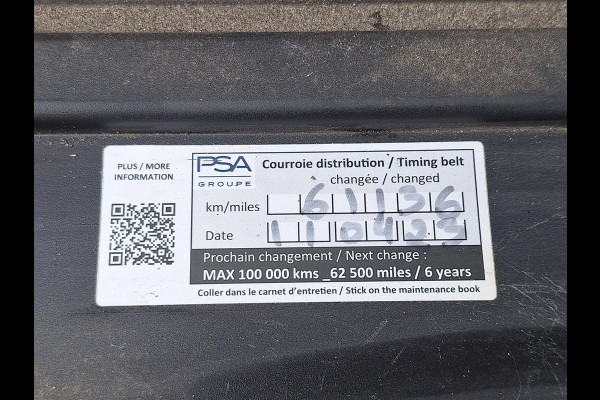 PLUS / MORE
INFORMATION
PSA
GROUPE
Courroie distribution / Timing belt
changée / changed
km/miles 61136
Date 11 04 23
Prochain changement / Next change :
MAX 100 000 kms _62 500 miles / 6 years
Coller dans le carnet d'entretien / Stick on the maintenance book